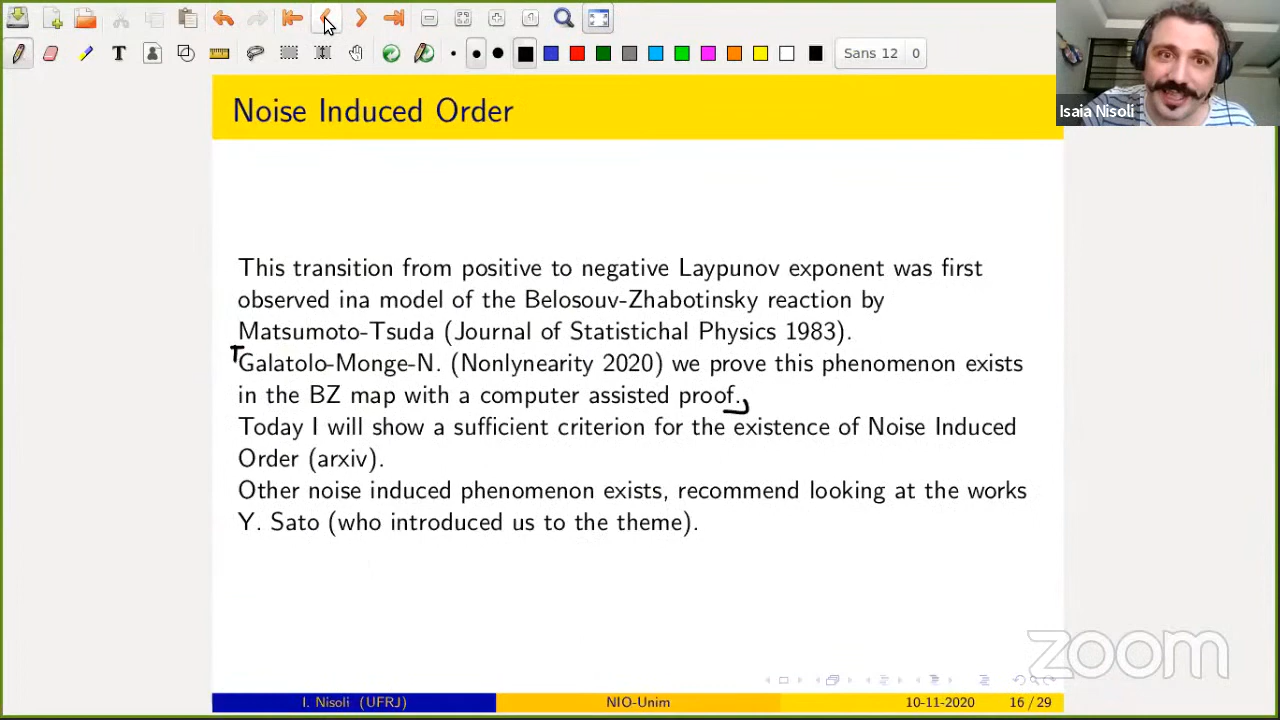 T Sans 12 0
Isaia Nisoli
Noise Induced Order
This transition from positive to negative Laypunov exponent was first
observed ina model of the Belosouv-Zhabotinsky reaction by
Matsumoto-Tsuda (Journal of Statistichal Physics 1983).
Galatolo-Monge-N. (Nonlynearity 2020) we prove this phenomenon exists
in the BZ map with a computer assisted proof.
Today I will show a sufficient criterion for the existence of Noise Induced
Order (arxiv).
Other noise induced phenomenon exists, recommend looking at the works
Y. Sato (who introduced us to the theme).
zoom
I. Nisoli (UFRJ) NIO-Unim 10-11-2020 16 / 29